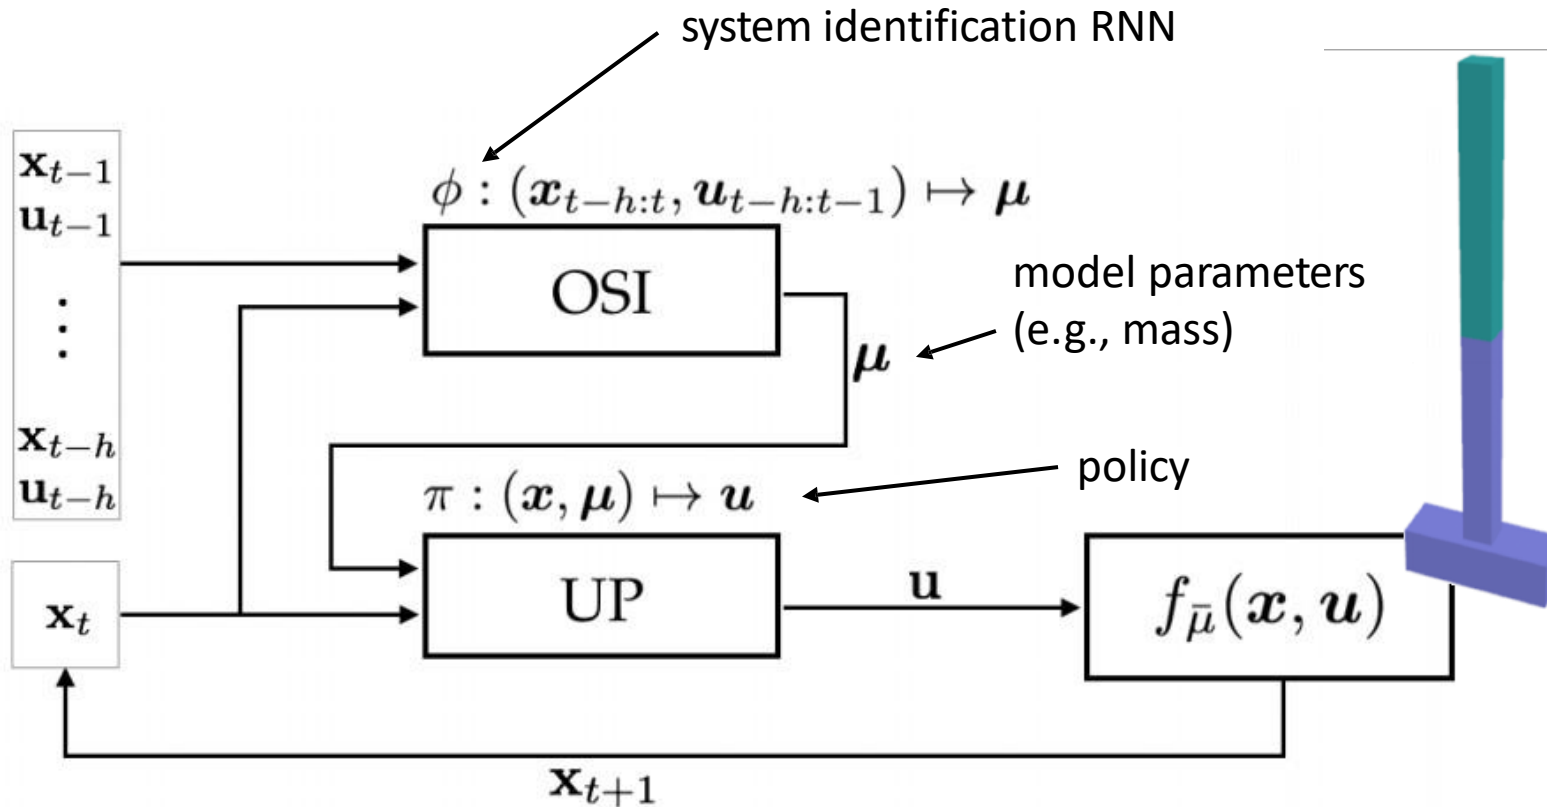 system identification RNN
𝐱_{t−1}
𝐮_{t−1}
⋮
𝐱_{t−h}
𝐮_{t−h}
ϕ : (𝒙_{t−h:t}, 𝒖_{t−h:t−1}) ↦ 𝝁
OSI
model parameters
(e.g., mass)
𝝁
policy
π : (𝒙, 𝝁) ↦ 𝒖
UP
𝐮
f_{μ̄}(𝒙, 𝒖)
𝐱_t
𝐱_{t+1}